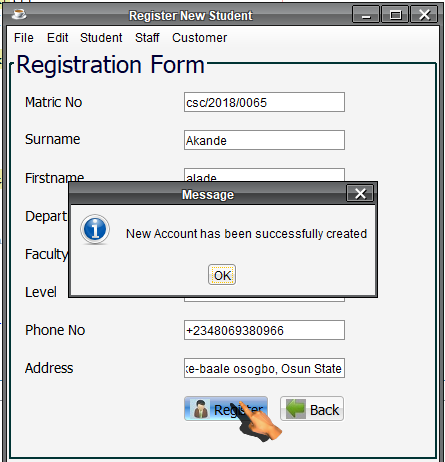 Register New Student
File Edit Student Staff Customer
Registration Form
Matric No csc/2018/0065
Surname Akande
Firstname alade
Message
New Account has been successfully created
OK
Faculty
Level
Phone No +2348069380966
Address ke-baale osogbo, Osun State
Register Back